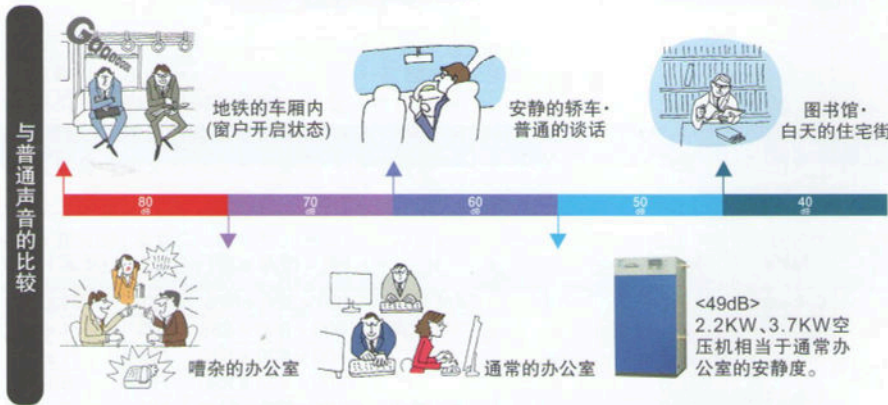 与普通声音的比较
Gaooooom
地铁的车厢内
(窗户开启状态)
安静的轿车·
普通的谈话
图书馆·
白天的住宅街
80
dB
70
dB
60
dB
50
dB
40
dB
嘈杂的办公室
通常的办公室
<49dB>
2.2KW、3.7KW空
压机相当于通常办
公室的安静度。